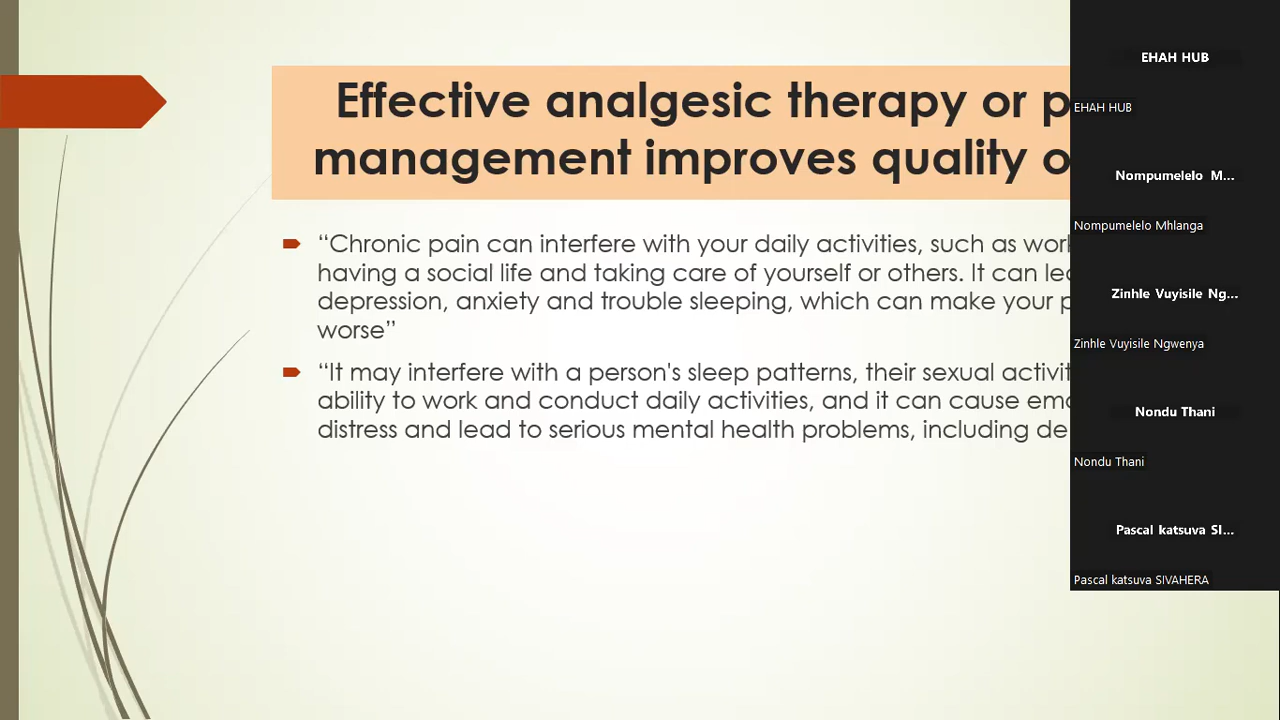 Effective analgesic therapy or p
management improves quality o
“Chronic pain can interfere with your daily activities, such as wor
having a social life and taking care of yourself or others. It can le
depression, anxiety and trouble sleeping, which can make your p
worse”
“It may interfere with a person's sleep patterns, their sexual activit
ability to work and conduct daily activities, and it can cause emo
distress and lead to serious mental health problems, including de
EHAH HUB
EHAH HUB
Nompumelelo M...
Nompumelelo Mhlanga
Zinhle Vuyisile Ng...
Zinhle Vuyisile Ngwenya
Nondu Thani
Nondu Thani
Pascal katsuva SI...
Pascal katsuva SIVAHERA